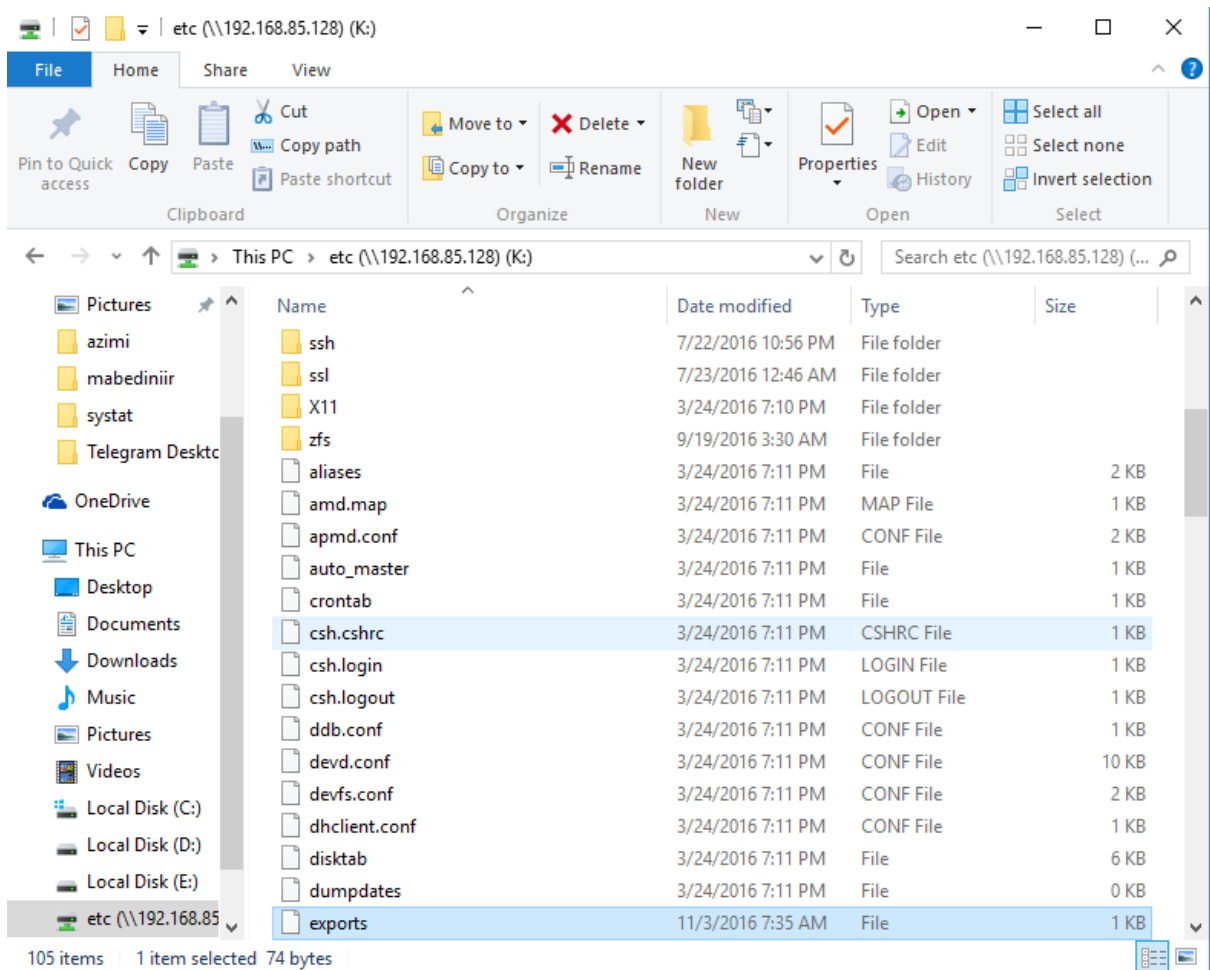 etc (\\192.168.85.128) (K:)
File Home Share View
Pin to Quick access
Copy
Paste
Cut
Copy path
Paste shortcut
Clipboard
Move to
Copy to
Delete
Rename
Organize
New folder
New
Properties
Open
Edit
History
Open
Select all
Select none
Invert selection
Select
This PC etc (\\192.168.85.128) (K:)
Search etc (\\192.168.85.128) (...
Pictures
azimi
mabediniir
systat
Telegram Desktc
OneDrive
This PC
Desktop
Documents
Downloads
Music
Pictures
Videos
Local Disk (C:)
Local Disk (D:)
Local Disk (E:)
etc (\\192.168.85
Name Date modified Type Size
ssh 7/22/2016 10:56 PM File folder
ssl 7/23/2016 12:46 AM File folder
X11 3/24/2016 7:10 PM File folder
zfs 9/19/2016 3:30 AM File folder
aliases 3/24/2016 7:11 PM File 2 KB
amd.map 3/24/2016 7:11 PM MAP File 1 KB
apmd.conf 3/24/2016 7:11 PM CONF File 2 KB
auto_master 3/24/2016 7:11 PM File 1 KB
crontab 3/24/2016 7:11 PM File 1 KB
csh.cshrc 3/24/2016 7:11 PM CSHRC File 1 KB
csh.login 3/24/2016 7:11 PM LOGIN File 1 KB
csh.logout 3/24/2016 7:11 PM LOGOUT File 1 KB
ddb.conf 3/24/2016 7:11 PM CONF File 1 KB
devd.conf 3/24/2016 7:11 PM CONF File 10 KB
devfs.conf 3/24/2016 7:11 PM CONF File 2 KB
dhclient.conf 3/24/2016 7:11 PM CONF File 1 KB
disktab 3/24/2016 7:11 PM File 6 KB
dumpdates 3/24/2016 7:11 PM File 0 KB
exports 11/3/2016 7:35 AM File 1 KB
105 items 1 item selected 74 bytes